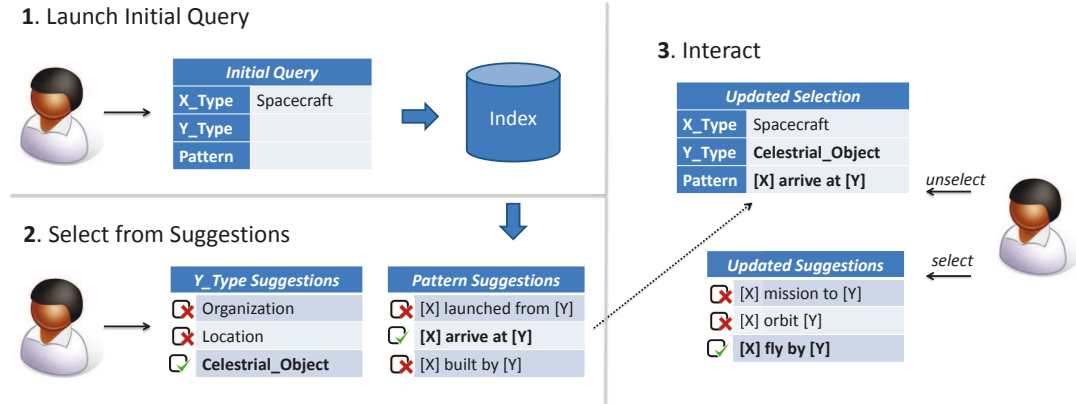 1. Launch Initial Query
Initial Query
X_Type Spacecraft
Y_Type
Pattern
Index
2. Select from Suggestions
Y_Type Suggestions
Organization
Location
Celestrial_Object
Pattern Suggestions
[X] launched from [Y]
[X] arrive at [Y]
[X] built by [Y]
3. Interact
Updated Selection
X_Type Spacecraft
Y_Type Celestrial_Object
Pattern [X] arrive at [Y]
unselect
select
Updated Suggestions
[X] mission to [Y]
[X] orbit [Y]
[X] fly by [Y]